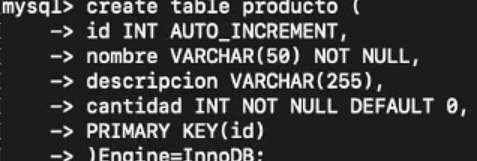 mysql> create table producto (
-> id INT AUTO_INCREMENT,
-> nombre VARCHAR(50) NOT NULL,
-> descripcion VARCHAR(255),
-> cantidad INT NOT NULL DEFAULT 0,
-> PRIMARY KEY(id)
-> )Engine=InnoDB;